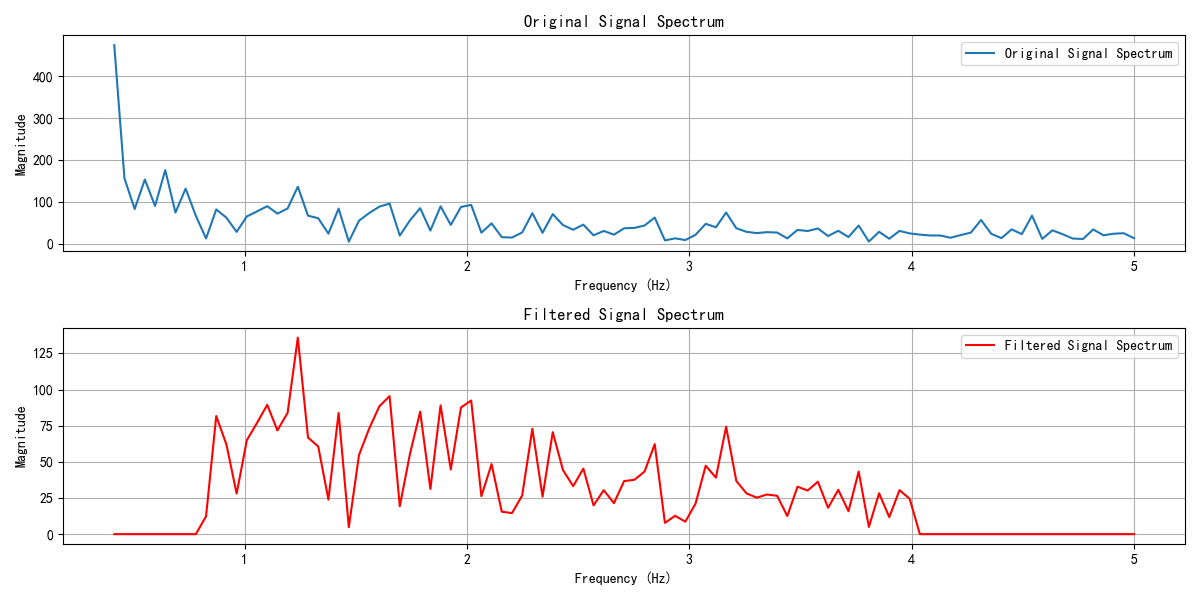 Original Signal Spectrum
Original Signal Spectrum
Magnitude
400
300
200
100
0
1 2 3 4 5
Frequency (Hz)
Filtered Signal Spectrum
Filtered Signal Spectrum
Magnitude
125
100
75
50
25
0
1 2 3 4 5
Frequency (Hz)